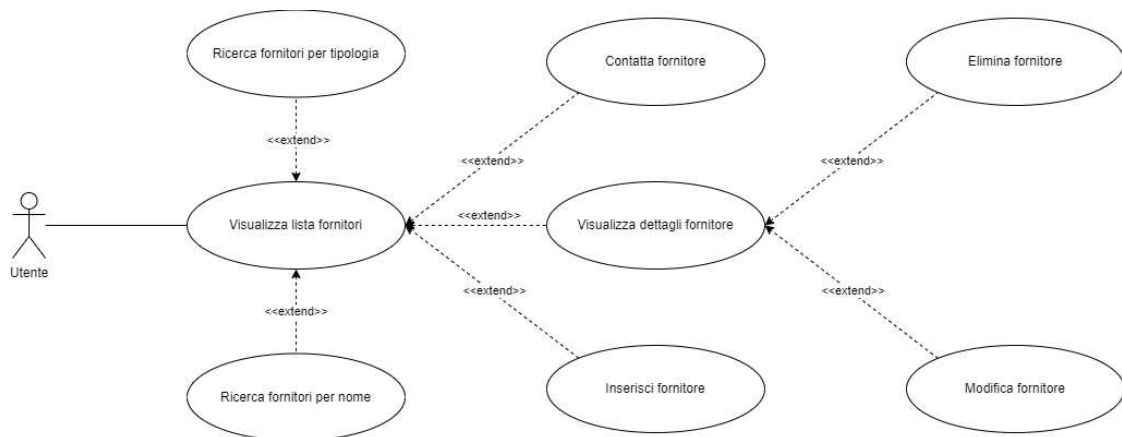 Ricerca fornitori per tipologia
Contatta fornitore
Elimina fornitore
<<extend>>
<<extend>>
<<extend>>
Utente
Visualizza lista fornitori
<<extend>>
Visualizza dettagli fornitore
<<extend>>
<<extend>>
<<extend>>
Ricerca fornitori per nome
Inserisci fornitore
Modifica fornitore